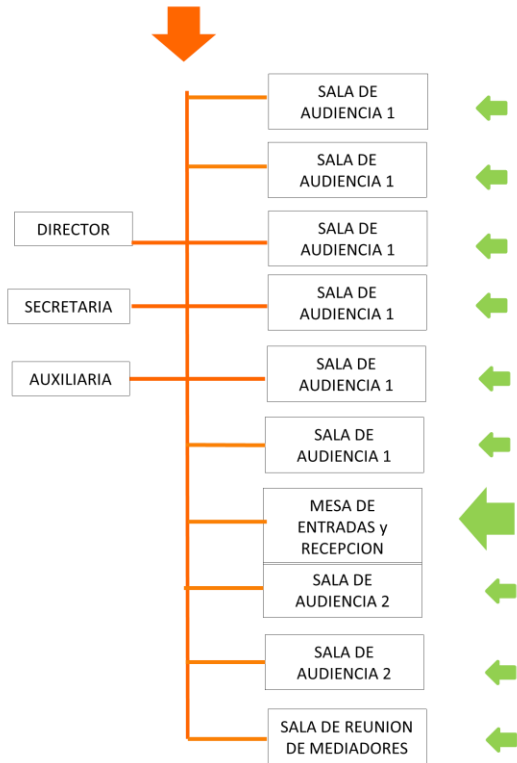 SALA DE
AUDIENCIA 1
SALA DE
AUDIENCIA 1
DIRECTOR
SALA DE
AUDIENCIA 1
SECRETARIA
SALA DE
AUDIENCIA 1
AUXILIARIA
SALA DE
AUDIENCIA 1
SALA DE
AUDIENCIA 1
MESA DE
ENTRADAS y
RECEPCION
SALA DE
AUDIENCIA 2
SALA DE
AUDIENCIA 2
SALA DE REUNION
DE MEDIADORES